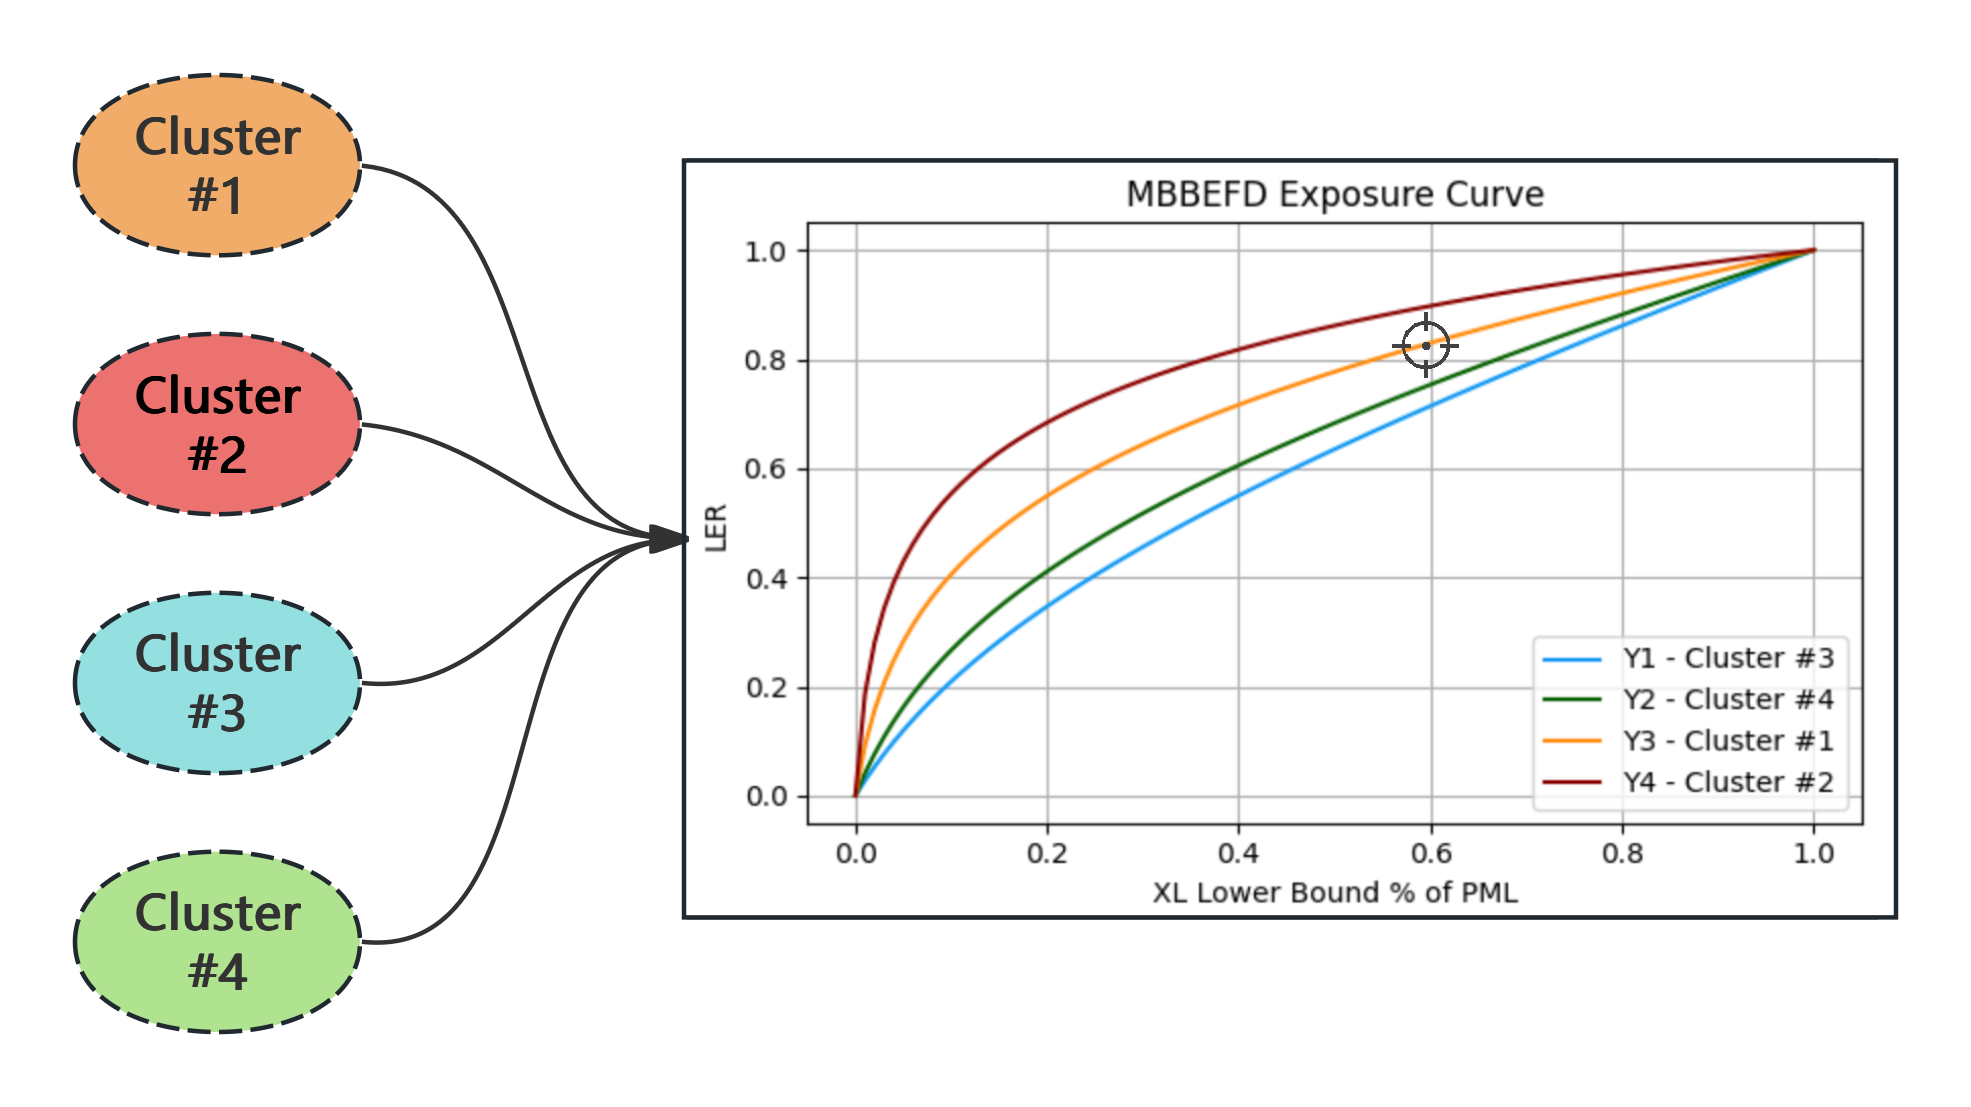 Cluster
#1
Cluster
#2
Cluster
#3
Cluster
#4
MBBEFD Exposure Curve
1.0
0.8
0.6
0.4
0.2
0.0
LER
0.0 0.2 0.4 0.6 0.8 1.0
XL Lower Bound % of PML
Y1 - Cluster #3
Y2 - Cluster #4
Y3 - Cluster #1
Y4 - Cluster #2